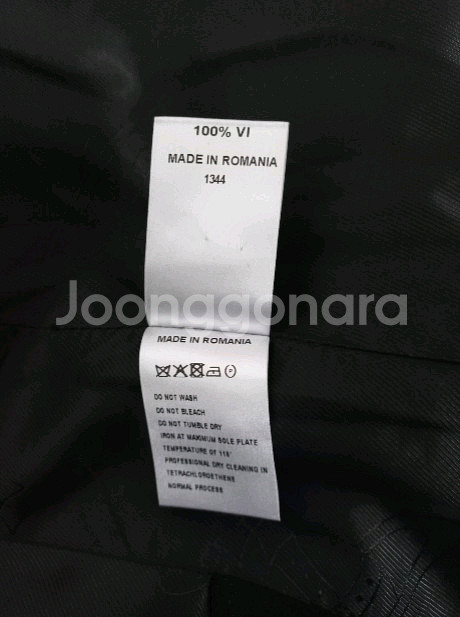 100% VI
MADE IN ROMANIA
1344
Joonggonara
MADE IN ROMANIA
DO NOT WASH
DO NOT BLEACH
DO NOT TUMBLE DRY
IRON AT MAXIMUM SOLE PLATE
TEMPERATURE OF 110°
PROFESSIONAL DRY CLEANING IN
TETRACHLOROETHENE
NORMAL PROCESS